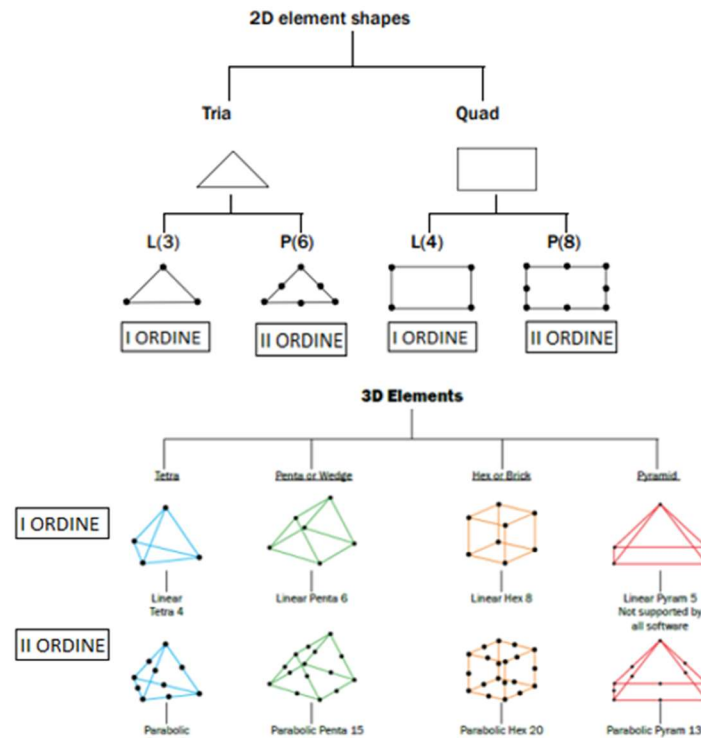 2D element shapes
Tria Quad
L(3) P(6) L(4) P(8)
I ORDINE II ORDINE I ORDINE II ORDINE
3D Elements
Tetra Penta or Wedge Hex or Brick Pyramid
I ORDINE
Linear Tetra 4
Linear Penta 6
Linear Hex 8
Linear Pyram 5
Not supported by
all software
II ORDINE
Parabolic Parabolic Penta 15 Parabolic Hex 20 Parabolic Pyram 13